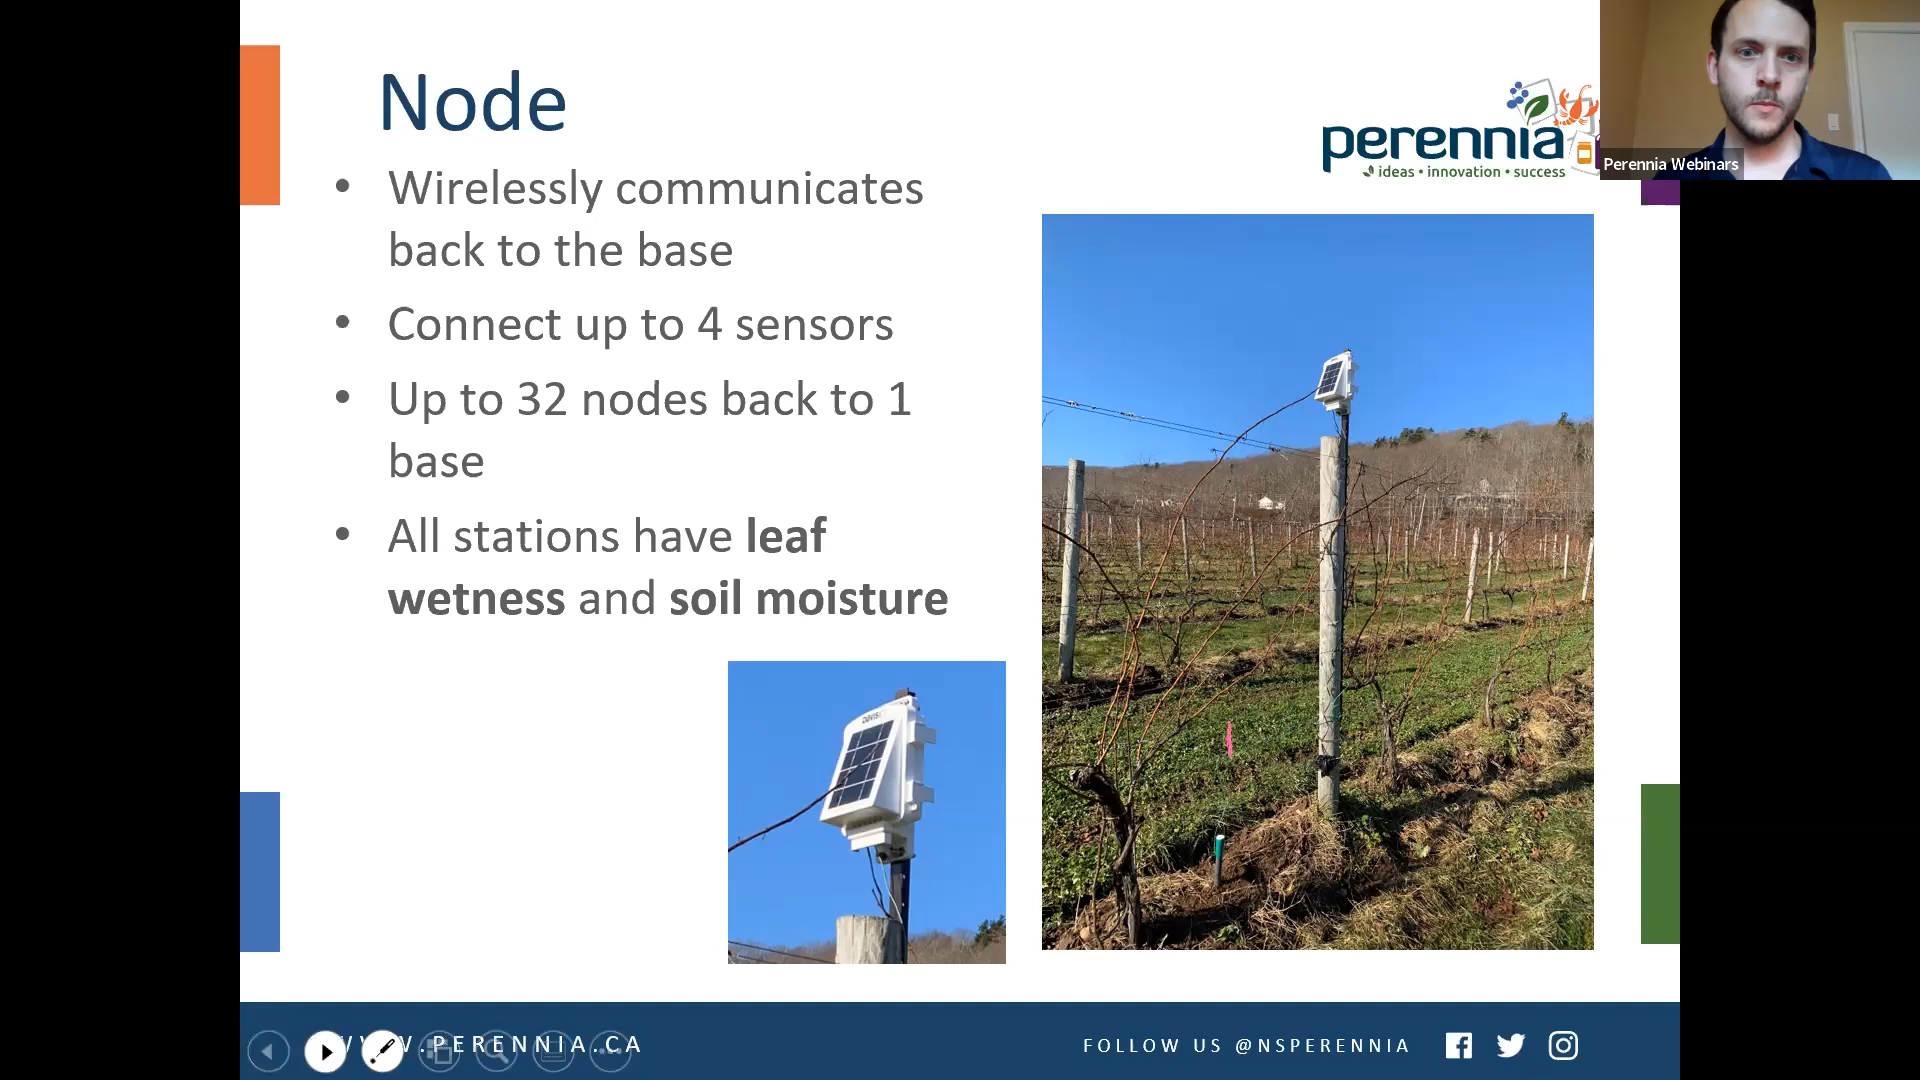 Node
perennia
ideas • innovation • success
Perennia Webinars
• Wirelessly communicates
back to the base
• Connect up to 4 sensors
• Up to 32 nodes back to 1
base
• All stations have leaf
wetness and soil moisture
DAVIS
WWW.PERENNIA.CA
FOLLOW US @NSPERENNIA